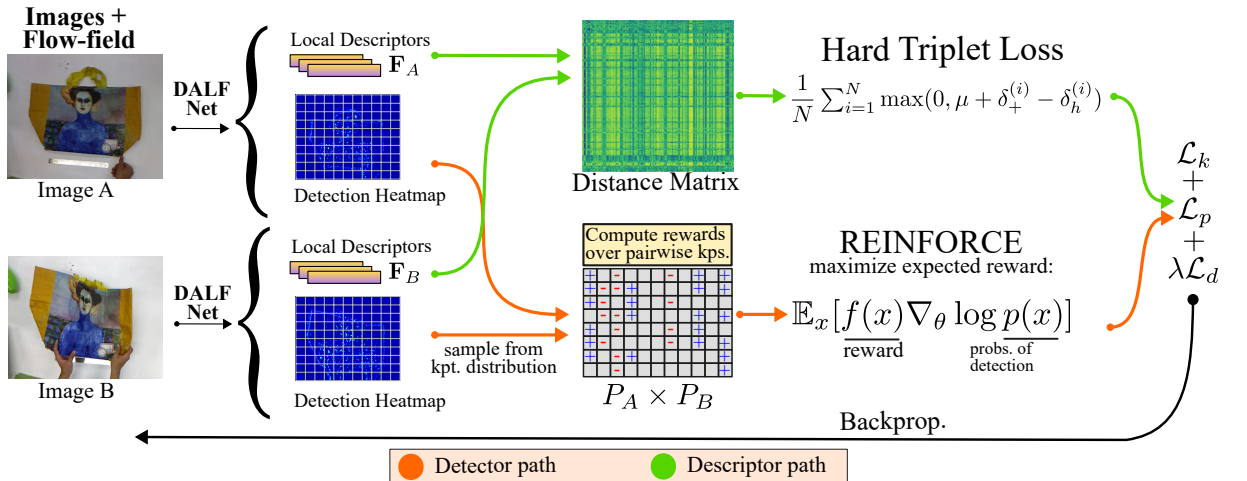 Images +
Flow-field
Image A
DALF
Net
Local Descriptors
F_A
Detection Heatmap
Image B
DALF
Net
Local Descriptors
F_B
Detection Heatmap
sample from
kpt. distribution
Distance Matrix
Compute rewards
over pairwise kps.
+ - - + +
+ - - + - + +
- - +
- - + - +
+ - - +
+ - - +
+ - + + +
- +
P_A × P_B
Hard Triplet Loss
1/N ∑_{i=1}^{N} max(0, μ + δ_+^{(i)} − δ_h^{(i)})
REINFORCE
maximize expected reward:
𝔼_x[f(x)∇_θ log p(x)]
reward
probs. of
detection
ℒ_k
+
ℒ_p
+
λℒ_d
Backprop.
Detector path
Descriptor path